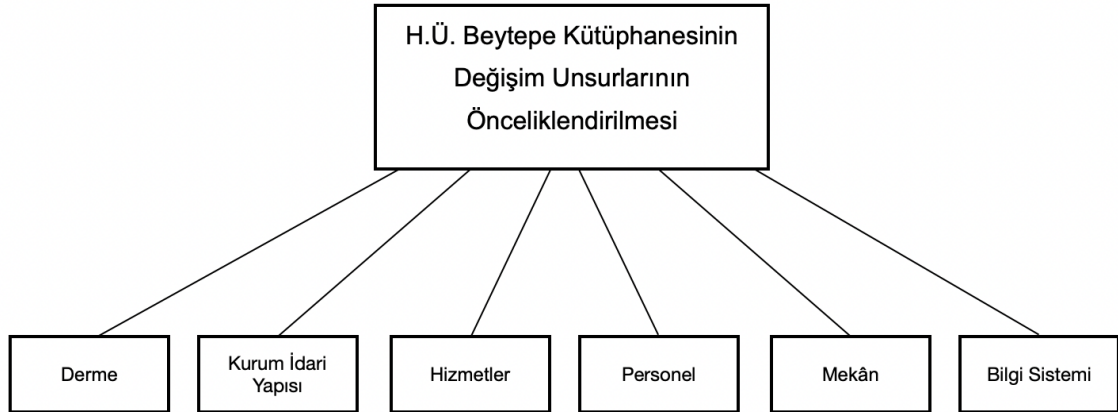 H.Ü. Beytepe Kütüphanesinin
Değişim Unsurlarının
Önceliklendirilmesi
Derme
Kurum İdari
Yapısı
Hizmetler
Personel
Mekân
Bilgi Sistemi